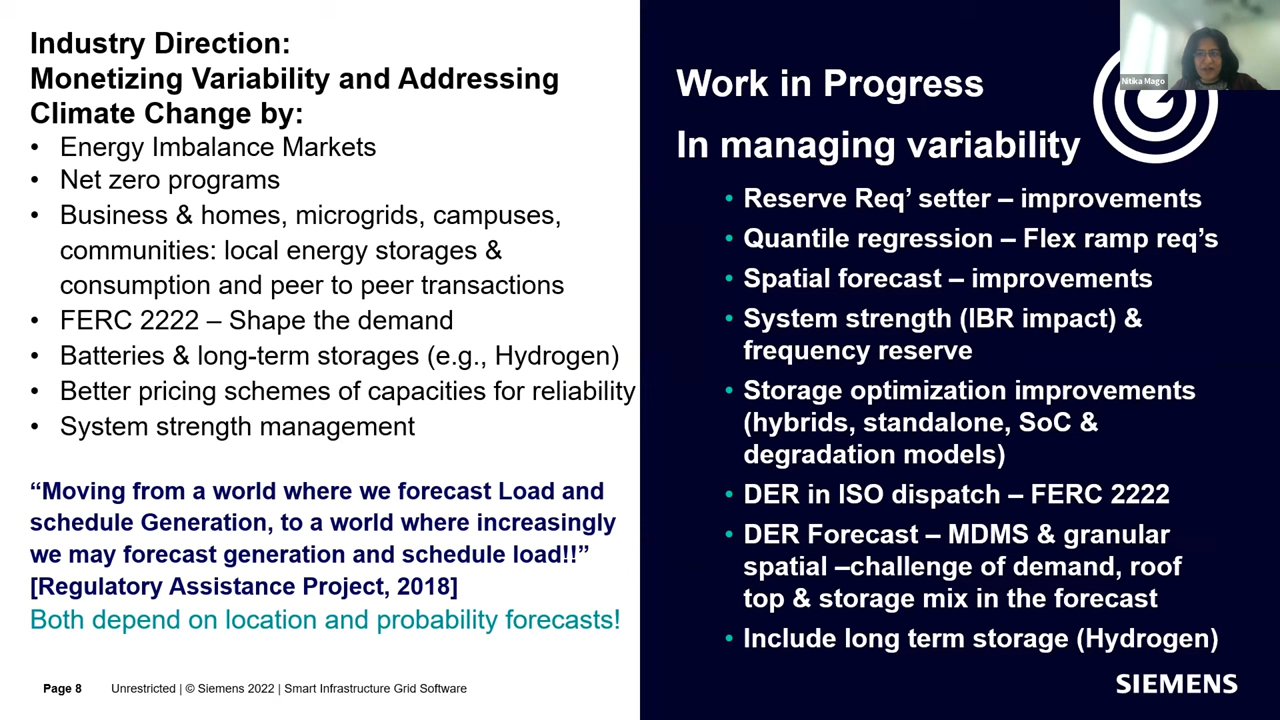 Industry Direction:
Monetizing Variability and Addressing
Climate Change by:
• Energy Imbalance Markets
• Net zero programs
• Business & homes, microgrids, campuses,
communities: local energy storages &
consumption and peer to peer transactions
• FERC 2222 – Shape the demand
• Batteries & long-term storages (e.g., Hydrogen)
• Better pricing schemes of capacities for reliability
• System strength management
“Moving from a world where we forecast Load and
schedule Generation, to a world where increasingly
we may forecast generation and schedule load!!”
[Regulatory Assistance Project, 2018]
Both depend on location and probability forecasts!
Page 8 Unrestricted | © Siemens 2022 | Smart Infrastructure Grid Software
Nitika Mago
Work in Progress
In managing variability
• Reserve Req’ setter – improvements
• Quantile regression – Flex ramp req’s
• Spatial forecast – improvements
• System strength (IBR impact) &
frequency reserve
• Storage optimization improvements
(hybrids, standalone, SoC &
degradation models)
• DER in ISO dispatch – FERC 2222
• DER Forecast – MDMS & granular
spatial –challenge of demand, roof
top & storage mix in the forecast
• Include long term storage (Hydrogen)
SIEMENS